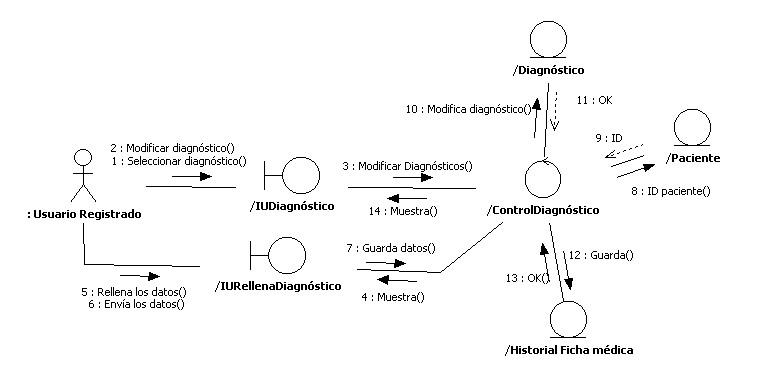 /Diagnóstico
10 : Modifica diagnóstico()
11 : OK
9 : ID
/Paciente
8 : ID paciente()
2 : Modificar diagnóstico()
1 : Seleccionar diagnóstico()
3 : Modificar Diagnósticos()
: Usuario Registrado
/IUDiagnóstico
14 : Muestra()
/ControlDiagnóstico
7 : Guarda datos()
12 : Guarda()
13 : OK()
5 : Rellena los datos()
6 : Envía los datos()
/IURellenaDiagnóstico
4 : Muestra()
/Historial Ficha médica